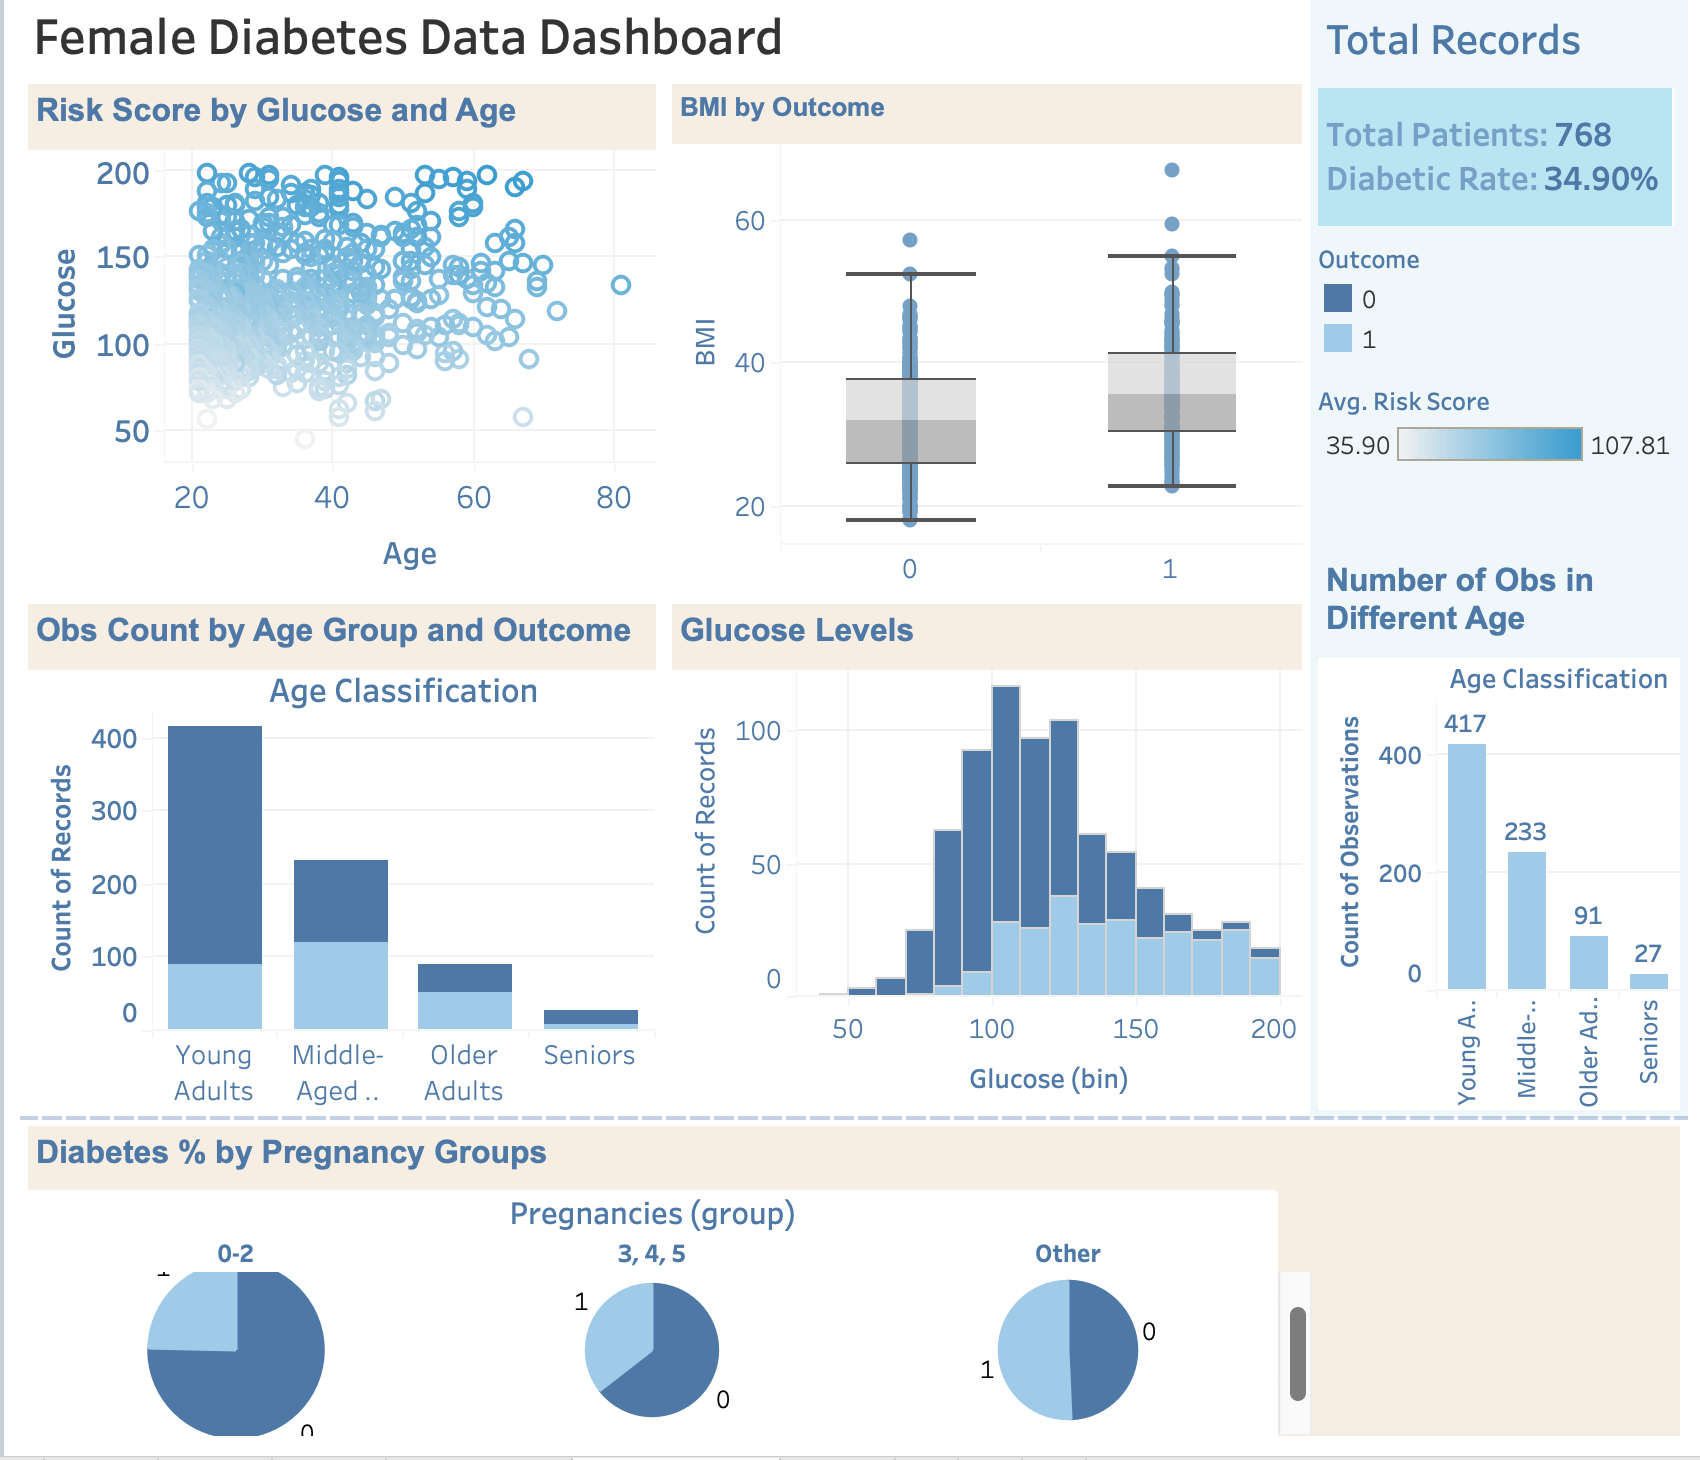 Female Diabetes Data Dashboard
Total Records
Total Patients: 768
Diabetic Rate: 34.90%
Outcome
0
1
Avg. Risk Score
35.90
107.81
Risk Score by Glucose and Age
Glucose
200
150
100
50
20
40
60
80
Age
BMI by Outcome
BMI
60
40
20
0
1
Obs Count by Age Group and Outcome
Age Classification
Count of Records
400
300
200
100
0
Young
Adults
Middle-
Aged ..
Older
Adults
Seniors
Glucose Levels
Count of Records
100
50
0
50
100
150
200
Glucose (bin)
Number of Obs in
Different Age
Age Classification
Count of Observations
400
200
0
417
233
91
27
Young A..
Middle-..
Older Ad..
Seniors
Diabetes % by Pregnancy Groups
Pregnancies (group)
0-2
3, 4, 5
Other
1
0
1
0
1
0